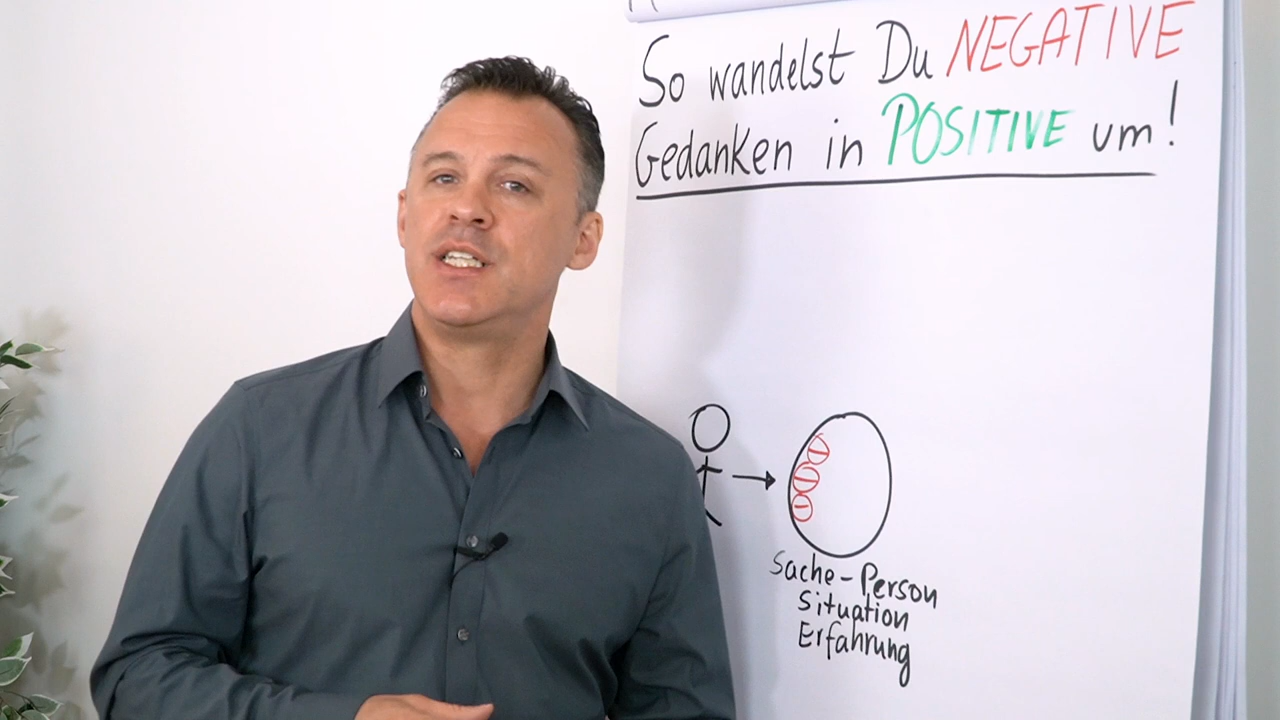 So wandelst Du NEGATIVE
Gedanken in POSITIVE um!
Sache - Person
Situation
Erfahrung